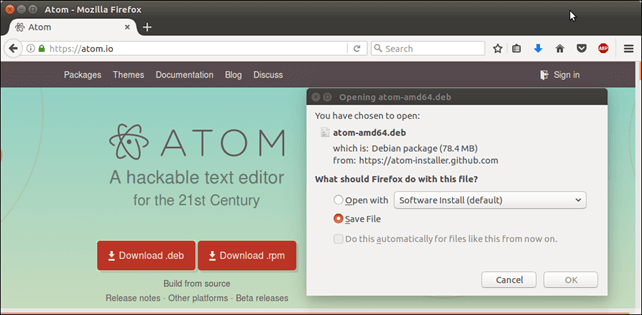 Atom - Mozilla Firefox
Atom
https://atom.io
Search
ABP
Packages Themes Documentation Blog Discuss Sign in
ATOM
A hackable text editor
for the 21st Century
Download .deb Download .rpm
Build from source
Release notes · Other platforms · Beta releases
Opening atom-amd64.deb
You have chosen to open:
atom-amd64.deb
which is: Debian package (78.4 MB)
from: https://atom-installer.github.com
What should Firefox do with this file?
Open with Software Install (default)
Save File
Do this automatically for files like this from now on.
Cancel OK